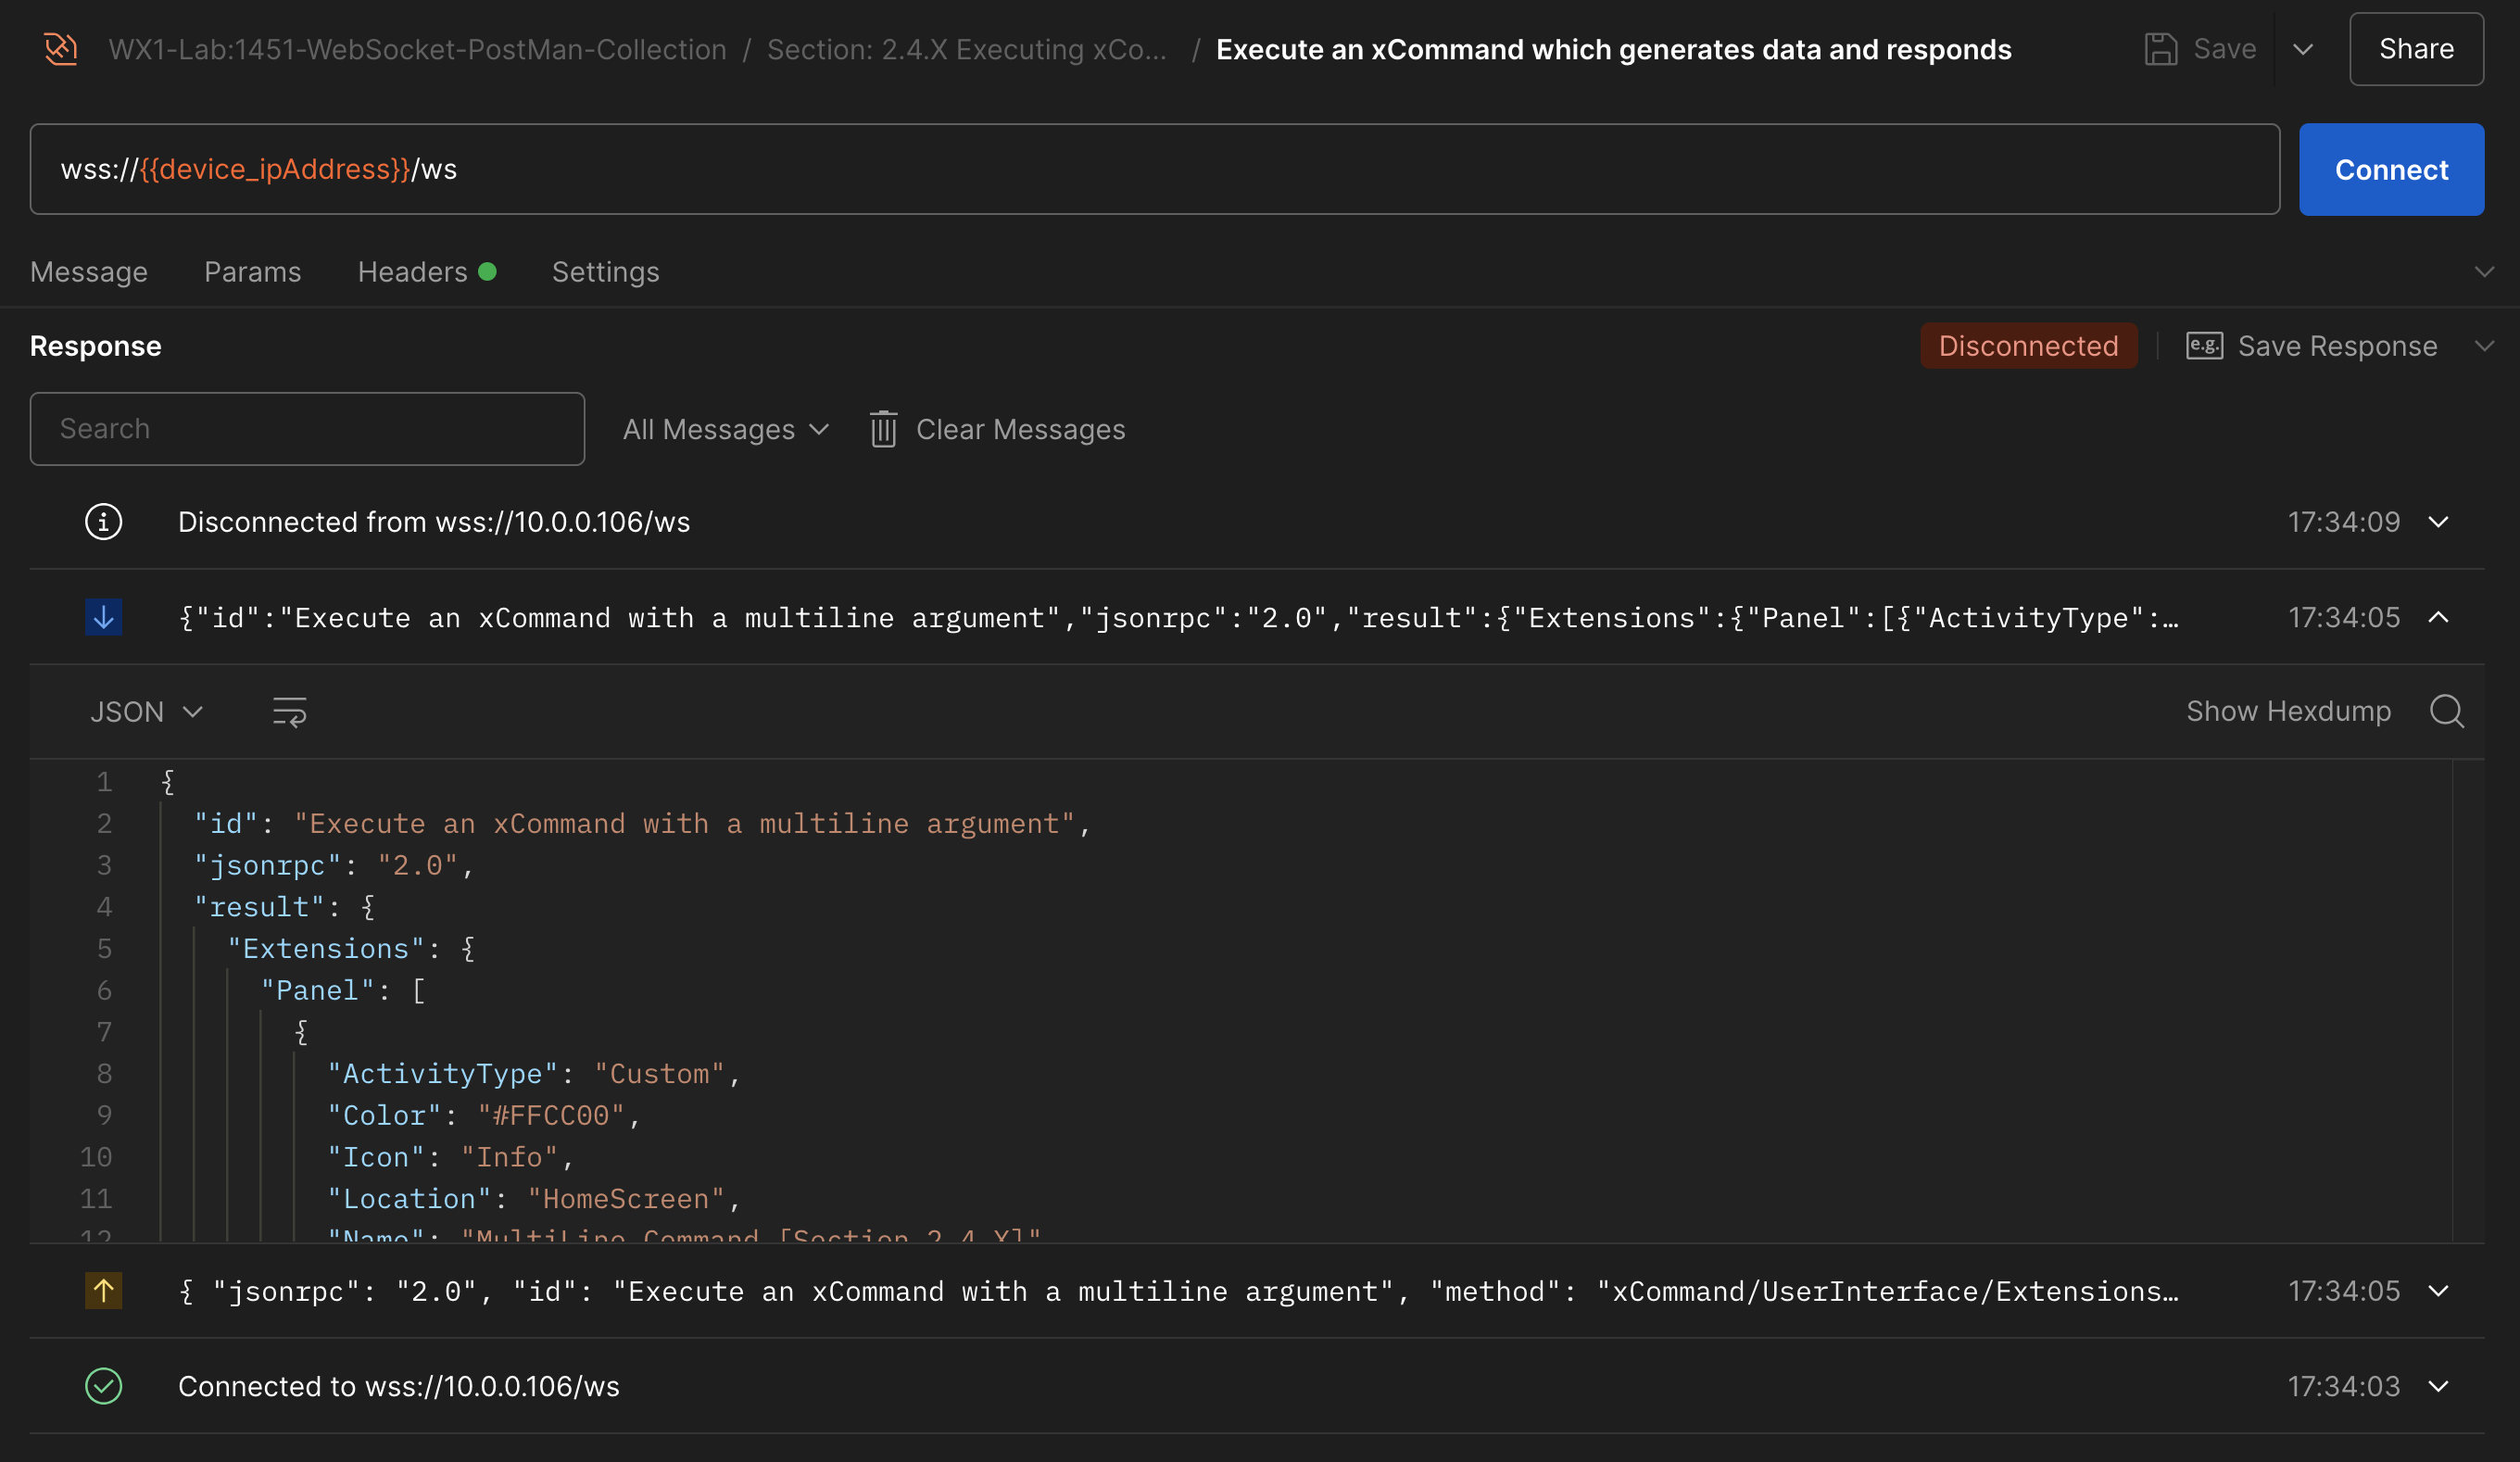 WX1-Lab:1451-WebSocket-PostMan-Collection / Section: 2.4.X Executing xCo... / Execute an xCommand which generates data and responds Save Share
wss://{{device_ipAddress}}/ws Connect
Message Params Headers Settings
Response Disconnected e.g. Save Response
Search All Messages Clear Messages
Disconnected from wss://10.0.0.106/ws 17:34:09
{"id":"Execute an xCommand with a multiline argument","jsonrpc":"2.0","result":{"Extensions":{"Panel":[{"ActivityType":… 17:34:05
JSON Show Hexdump
1 {
2 "id": "Execute an xCommand with a multiline argument",
3 "jsonrpc": "2.0",
4 "result": {
5 "Extensions": {
6 "Panel": [
7 {
8 "ActivityType": "Custom",
9 "Color": "#FFCC00",
10 "Icon": "Info",
11 "Location": "HomeScreen",
12 "Name": "MultiLine Command [Section 2.4.X]"
{ "jsonrpc": "2.0", "id": "Execute an xCommand with a multiline argument", "method": "xCommand/UserInterface/Extensions… 17:34:05
Connected to wss://10.0.0.106/ws 17:34:03